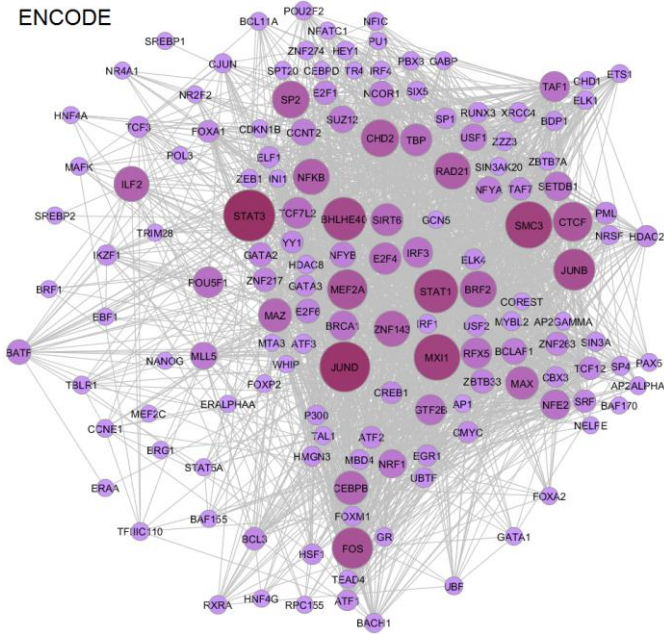 ENCODE
POU2F2
BCL11A
NFIC
NFATC1
PU1
SREBP1
ZNF274
HEY1
PBX3
GABP
CJUN
NR4A1
SPT20
CEBPD
TR4
IRF4
TAF1
CHD1
ETS1
NR2F2
SP2
E2F1
NCOR1
SIX5
ELK1
HNF4A
SUZ12
SP1
RUNX3
XRCC4
BDP1
TCF3
FOXA1
CDKN1B
CCNT2
CHD2
TBP
USF1
ZZZ3
POL3
ELF1
SIN3AK20
ZBTB7A
MAFK
RAD21
ILF2
ZEB1
INI1
NFKB
NFYA
TAF7
SETDB1
SREBP2
STAT3
TCF7L2
BHLHE40
SIRT6
GCN5
SMC3
CTCF
PML
TRIM28
NRSF
HDAC2
YY1
IKZF1
GATA2
NFYB
E2F4
IRF3
ELK4
HDAC8
JUNB
BRF1
POU5F1
ZNF217
GATA3
MEF2A
STAT1
BRF2
COREST
EBF1
MAZ
E2F6
BRCA1
ZNF143
IRF1
USF2
MYBL2
AP2GAMMA
MTA3
ATF3
ZNF263
SIN3A
BATF
MLL5
NANOG
WHIP
JUND
MXI1
RFX5
BCLAF1
TCF12
SP4
PAX5
TBLR1
FOXP2
ZBTB33
MAX
CBX3
AP2ALPHA
CREB1
MEF2C
ERALPHAA
GTF2B
AP1
NFE2
SRF
BAF170
CCNE1
P300
NELFE
BRG1
TAL1
ATF2
CMYC
STAT5A
HMGN3
MBD4
NRF1
EGR1
UBTF
ERAA
CEBPB
FOXA2
BAF155
FOXM1
TFIIIC110
BCL3
HSF1
FOS
GR
GATA1
TEAD4
UBF
RXRA
HNF4G
RPC155
ATF1
BACH1